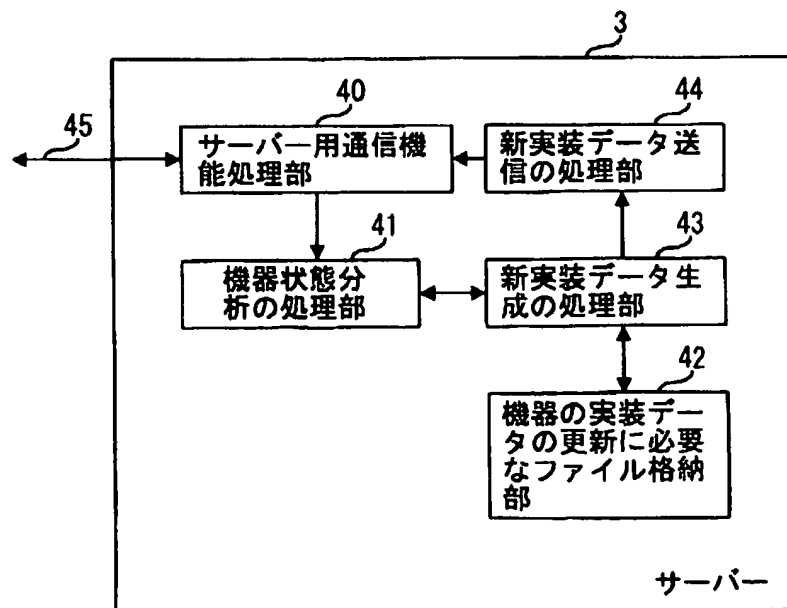 3
40
サーバー用通信機
能処理部
44
新実装データ送
信の処理部
45
41
機器状態分
析の処理部
43
新実装データ生
成の処理部
42
機器の実装デー
タの更新に必要
なファイル格納
部
サーバー